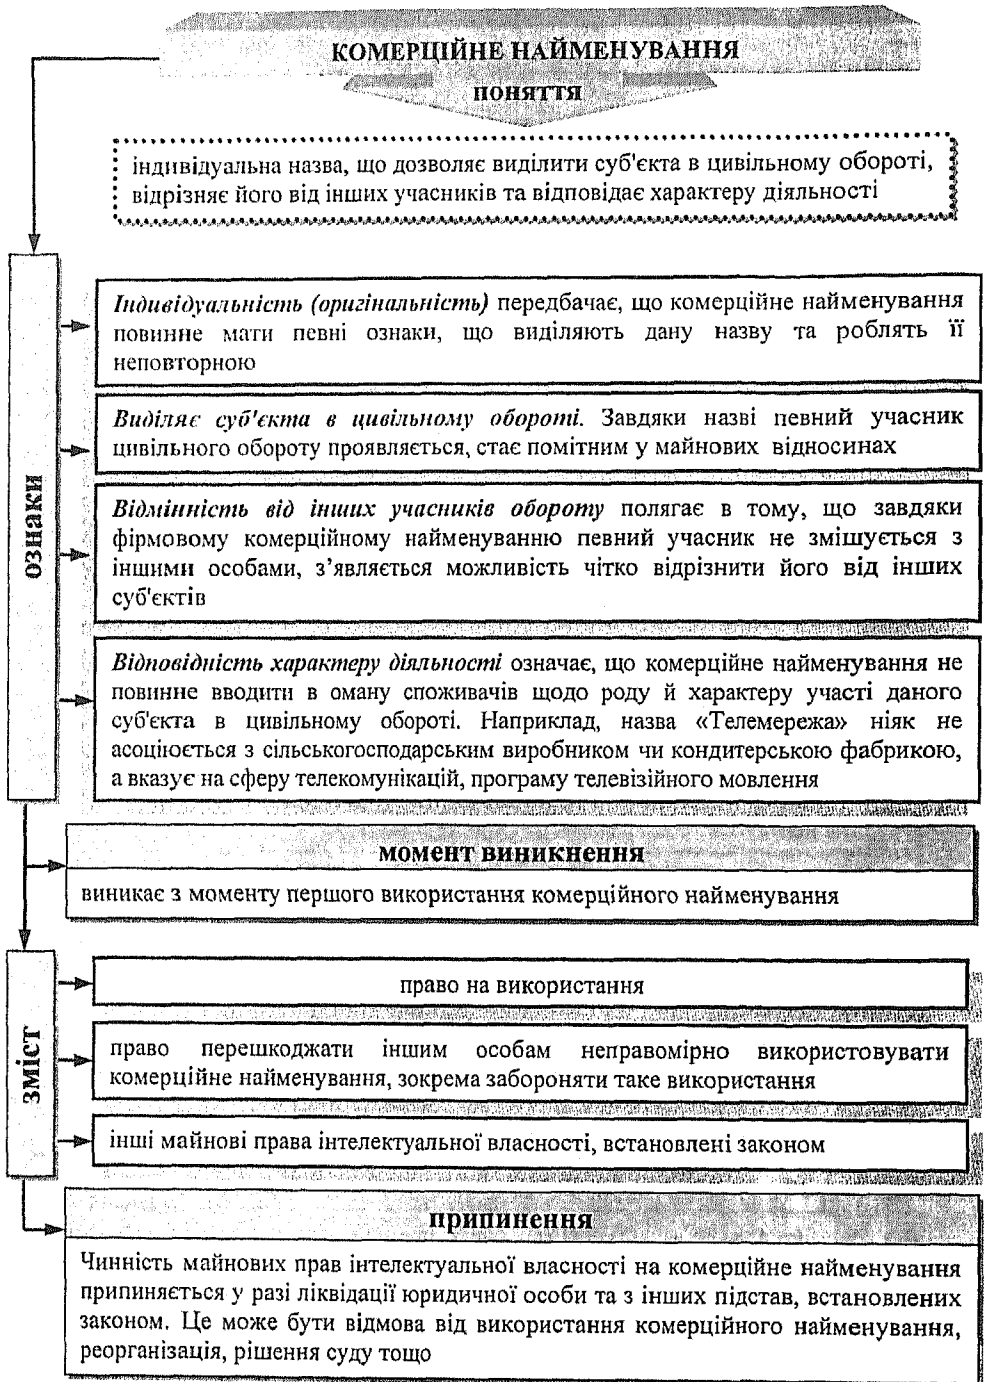 КОМЕРЦІЙНЕ НАЙМЕНУВАННЯ
ПОНЯТТЯ
індивідуальна назва, що дозволяє виділити суб'єкта в цивільному обороті,
відрізняє його від інших учасників та відповідає характеру діяльності
ознаки
Індивідуальність (оригінальність) передбачає, що комерційне найменування
повинне мати певні ознаки, що виділяють дану назву та роблять її
неповторною
Виділяє суб'єкта в цивільному обороті. Завдяки назві певний учасник
цивільного обороту проявляється, стає помітним у майнових відносинах
Відмінність від інших учасників обороту полягає в тому, що завдяки
фірмовому комерційному найменуванню певний учасник не змішується з
іншими особами, з’являється можливість чітко відрізнити його від інших
суб'єктів
Відповідність характеру діяльності означає, що комерційне найменування не
повинне вводити в оману споживачів щодо роду й характеру участі даного
суб'єкта в цивільному обороті. Наприклад, назва «Телемережа» ніяк не
асоціюється з сільськогосподарським виробником чи кондитерською фабрикою,
а вказує на сферу телекомунікацій, програму телевізійного мовлення
момент виникнення
виникає з моменту першого використання комерційного найменування
зміст
право на використання
право перешкоджати іншим особам неправомірно використовувати
комерційне найменування, зокрема забороняти таке використання
інші майнові права інтелектуальної власності, встановлені законом
припинення
Чинність майнових прав інтелектуальної власності на комерційне найменування
припиняється у разі ліквідації юридичної особи та з інших підстав, встановлених
законом. Це може бути відмова від використання комерційного найменування,
реорганізація, рішення суду тощо